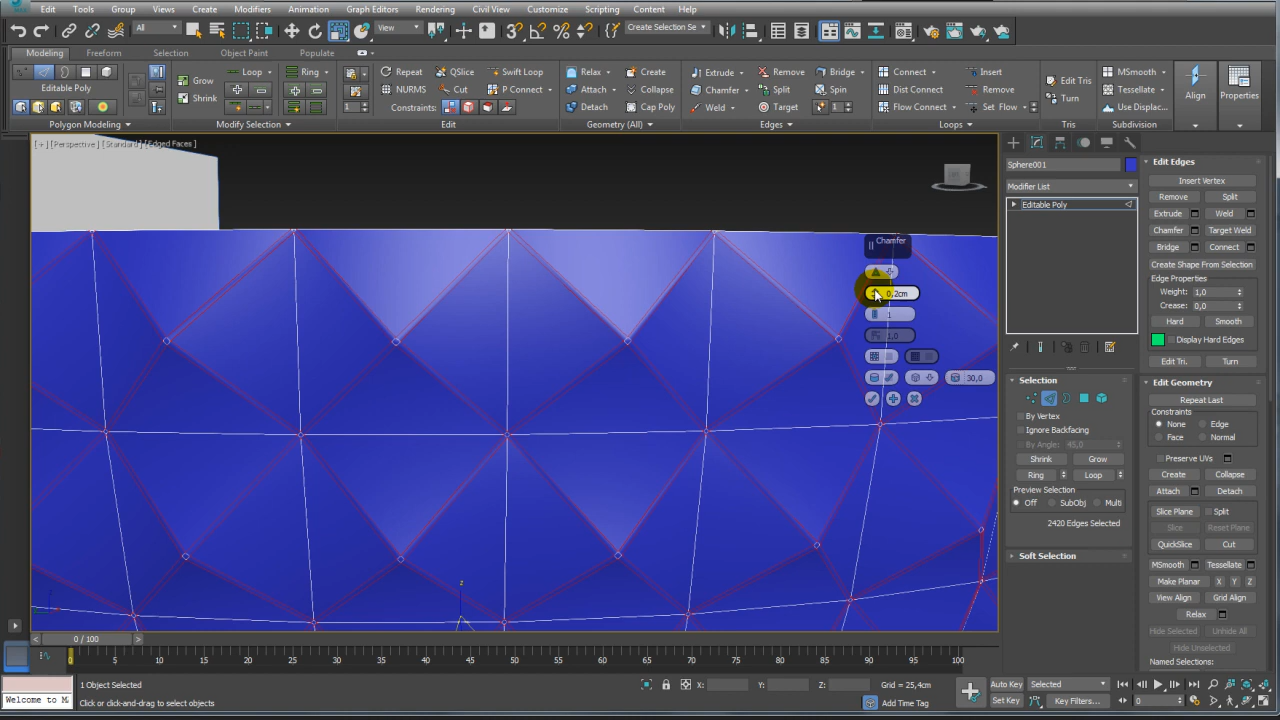 Edit Tools Group Views Create Modifiers Animation Graph Editors Rendering Civil View Customize Scripting Content Help
All View Create Selection Se
Modeling Freeform Selection Object Paint Populate
Grow Loop Ring Repeat QSlice Swift Loop Relax Create Extrude Remove Bridge Connect Insert MSmooth
Shrink NURMS Cut P Connect Attach Collapse Chamfer Split Spin Dist Connect Remove Edit Tris Tessellate
Editable Poly 1 Constraints: Detach Cap Poly Weld Target 1 Flow Connect Set Flow Turn Use Displac... Align Properties
Polygon Modeling Modify Selection Edit Geometry (All) Edges Loops Tris Subdivision
[ + ] [Perspective ] [Standard ] [Edged Faces ]
Chamfer
0,2cm
1
1,0
30,0
z
Sphere001
Modifier List
Editable Poly
Selection
By Vertex
Ignore Backfacing
By Angle: 45,0
Shrink Grow
Ring Loop
Preview Selection
Off SubObj Multi
2420 Edges Selected
Soft Selection
Edit Edges
Insert Vertex
Remove Split
Extrude Weld
Chamfer Target Weld
Bridge Connect
Create Shape From Selection
Edge Properties
Weight: 1,0
Crease: 0,0
Hard Smooth
Display Hard Edges
Edit Tri. Turn
Edit Geometry
Repeat Last
Constraints
None Edge
Face Normal
Preserve UVs
Create Collapse
Attach Detach
Slice Plane Split
Slice Reset Plane
QuickSlice Cut
MSmooth Tessellate
Make Planar X Y Z
View Align Grid Align
Relax
Hide Selected Unhide All
Hide Unselected
Named Selections:
< 0 / 100 >
0 5 10 15 20 25 30 35 40 45 50 55 60 65 70 75 80 85 90 95 100
1 Object Selected X: Y: Z: Grid = 25,4cm Auto Key Selected
Welcome to M Click or click-and-drag to select objects Add Time Tag Set Key Key Filters... 0